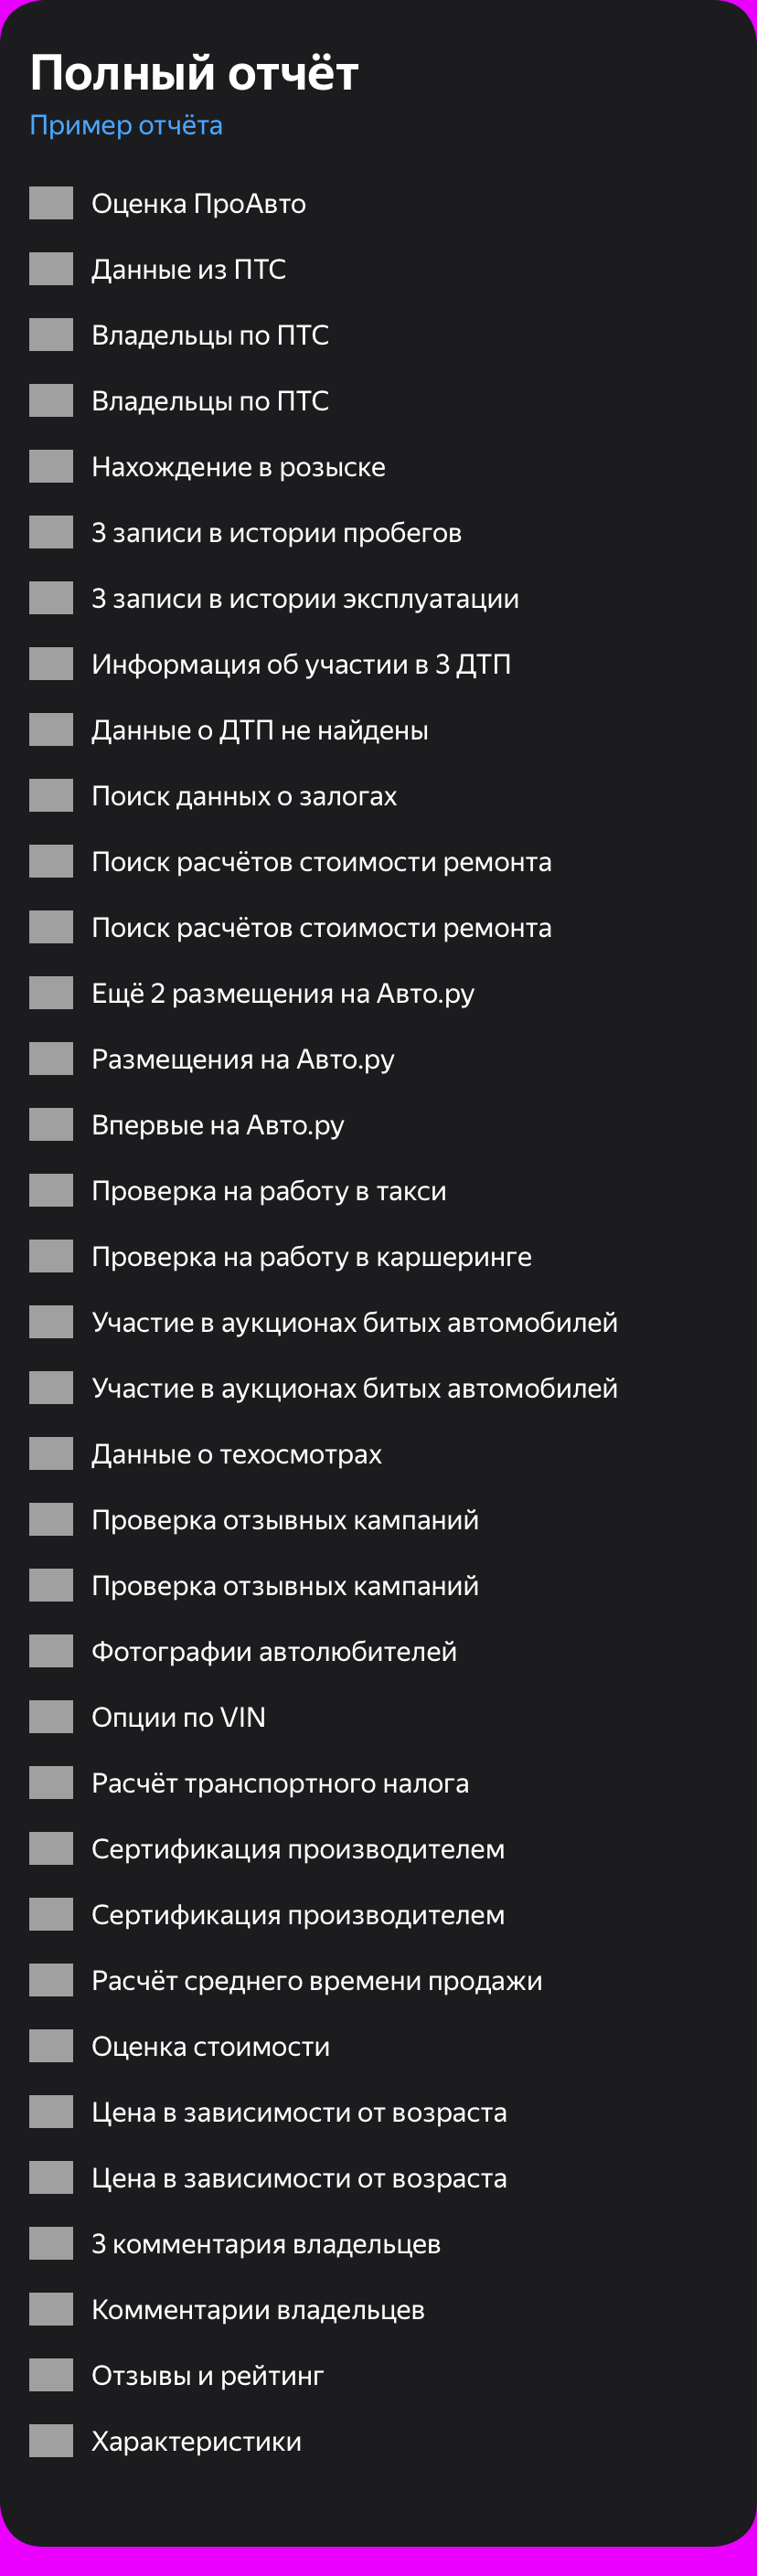 Полный отчёт
Пример отчёта
Оценка ПроАвто
Данные из ПТС
Владельцы по ПТС
Владельцы по ПТС
Нахождение в розыске
3 записи в истории пробегов
3 записи в истории эксплуатации
Информация об участии в 3 ДТП
Данные о ДТП не найдены
Поиск данных о залогах
Поиск расчётов стоимости ремонта
Поиск расчётов стоимости ремонта
Ещё 2 размещения на Авто.ру
Размещения на Авто.ру
Впервые на Авто.ру
Проверка на работу в такси
Проверка на работу в каршеринге
Участие в аукционах битых автомобилей
Участие в аукционах битых автомобилей
Данные о техосмотрах
Проверка отзывных кампаний
Проверка отзывных кампаний
Фотографии автолюбителей
Опции по VIN
Расчёт транспортного налога
Сертификация производителем
Сертификация производителем
Расчёт среднего времени продажи
Оценка стоимости
Цена в зависимости от возраста
Цена в зависимости от возраста
3 комментария владельцев
Комментарии владельцев
Отзывы и рейтинг
Характеристики